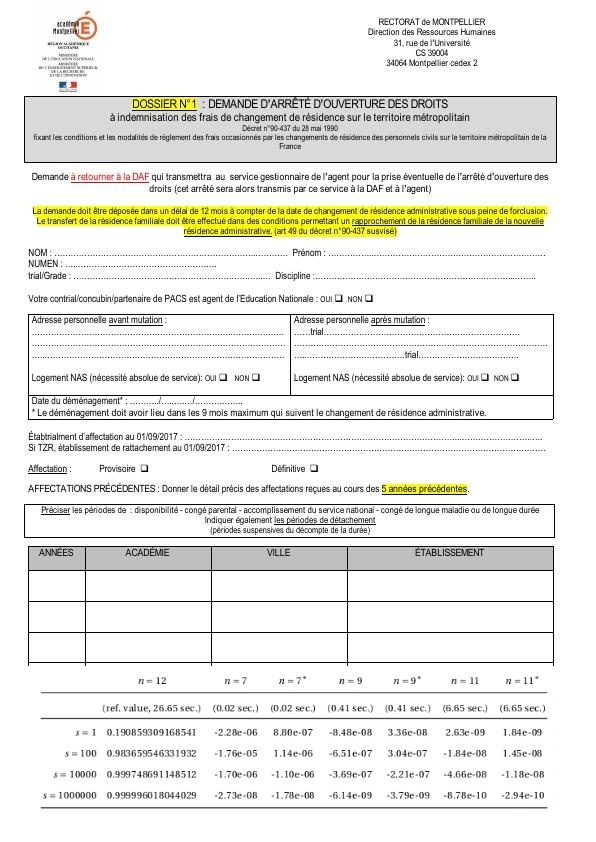 académie
Montpellier
RÉGION ACADÉMIQUE
OCCITANIE
MINISTÈRE
DE L'ÉDUCATION NATIONALE
MINISTÈRE
DE L'ENSEIGNEMENT SUPÉRIEUR,
DE LA RECHERCHE
ET DE L'INNOVATION
RECTORAT de MONTPELLIER
Direction des Ressources Humaines
31, rue de l'Université
CS 39004
34064 Montpellier cedex 2
DOSSIER N°1 : DEMANDE D'ARRÊTÉ D'OUVERTURE DES DROITS
à indemnisation des frais de changement de résidence sur le territoire métropolitain
Décret n°90-437 du 28 mai 1990
fixant les conditions et les modalités de règlement des frais occasionnés par les changements de résidence des personnels civils sur le territoire métropolitain de la
France
Demande à retourner à la DAF qui transmettra au service gestionnaire de l'agent pour la prise éventuelle de l'arrêté d'ouverture des
droits (cet arrêté sera alors transmis par ce service à la DAF et à l'agent)
La demande doit être déposée dans un délai de 12 mois à compter de la date de changement de résidence administrative sous peine de forclusion.
Le transfert de la résidence familiale doit être effectué dans des conditions permettant un rapprochement de la résidence familiale de la nouvelle
résidence administrative. (art 49 du décret n°90-437 susvisé)
NOM : ................ Prénom : ................
NUMEN : ................
trial/Grade : ................ Discipline :................
Votre contrial/concubin/partenaire de PACS est agent de l'Education Nationale : OUI ❑ NON ❑
Adresse personnelle avant mutation :
Adresse personnelle après mutation :
......trial................
................trial................
Logement NAS (nécessité absolue de service): OUI ❑ NON ❑
Logement NAS (nécessité absolue de service): OUI ❑ NON ❑
Date du déménagement* : ........../.........../................
* Le déménagement doit avoir lieu dans les 9 mois maximum qui suivent le changement de résidence administrative.
Étabtrialment d'affectation au 01/09/2017 : ................
Si TZR, établissement de rattachement au 01/09/2017 : ................
Affectation : Provisoire ❑ Définitive ❑
AFFECTATIONS PRÉCÉDENTES : Donner le détail précis des affectations reçues au cours des 5 années précédentes.
Préciser les périodes de : disponibilité - congé parental - accomplissement du service national - congé de longue maladie ou de longue durée
Indiquer également les périodes de détachement
(périodes suspensives du décompte de la durée)
ANNÉES ACADÉMIE VILLE ÉTABLISSEMENT
n = 12 n = 7 n = 7* n = 9 n = 9* n = 11 n = 11*
(ref. value, 26.65 sec.) (0.02 sec.) (0.02 sec.) (0.41 sec.) (0.41 sec.) (6.65 sec.) (6.65 sec.)
s = 1 0.190859309168541 -2.28e-06 8.80e-07 -8.48e-08 3.36e-08 2.63e-09 1.84e-09
s = 100 0.983659546331932 -1.76e-05 1.14e-06 -6.51e-07 3.04e-07 -1.84e-08 1.45e-08
s = 10000 0.999748691148512 -1.70e-06 -1.10e-06 -3.69e-07 -2.21e-07 -4.66e-08 -1.18e-08
s = 1000000 0.999996018044029 -2.73e-08 -1.78e-08 -6.14e-09 -3.79e-09 -8.78e-10 -2.94e-10